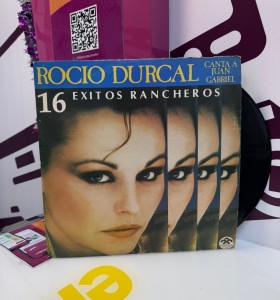 ROCIO DURCAL
CANTA A
JUAN
GABRIEL
16 EXITOS RANCHEROS